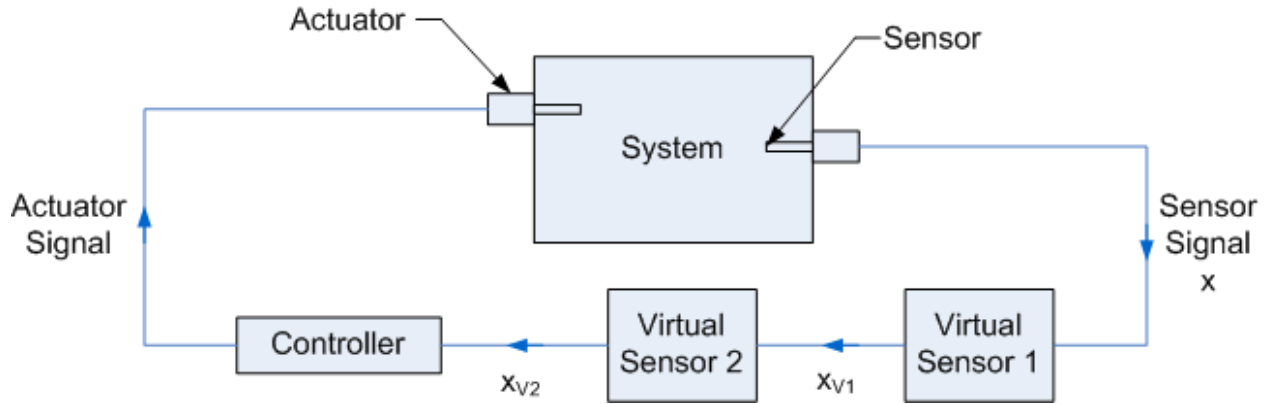 Actuator
Sensor
System
Actuator
Signal
Sensor
Signal
x
Controller
Virtual
Sensor 2
Virtual
Sensor 1
xV2
xV1